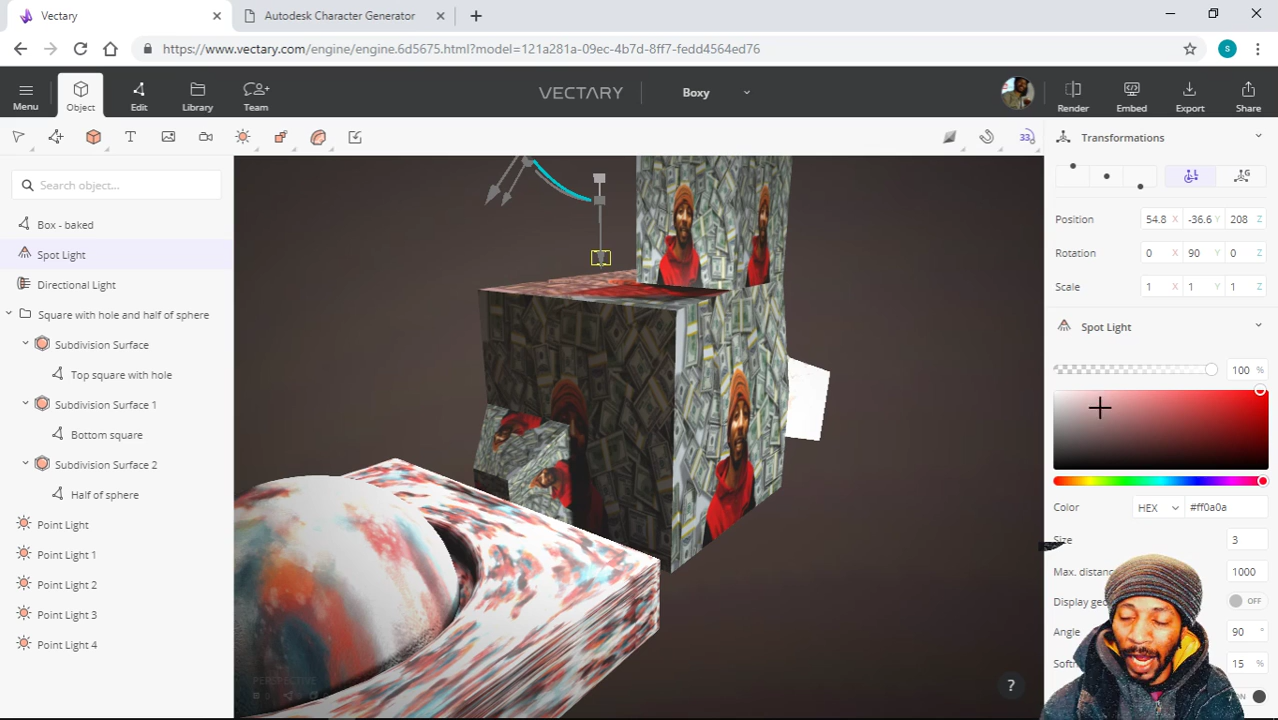 Vectary
Autodesk Character Generator
https://www.vectary.com/engine/engine.6d5675.html?model=121a281a-09ec-4b7d-8ff7-fedd4564ed76
S
Menu
Object
Edit
Library
Team
VECTARY
Boxy
Render
Embed
Export
Share
33
Transformations
Search object...
Box - baked
Spot Light
Directional Light
Square with hole and half of sphere
Subdivision Surface
Top square with hole
Subdivision Surface 1
Bottom square
Subdivision Surface 2
Half of sphere
Point Light
Point Light 1
Point Light 2
Point Light 3
Point Light 4
PERSPECTIVE
?
Position 54.8 X -36.6 Y 208 Z
Rotation 0 X 90 Y 0 Z
Scale 1 X 1 Y 1 Z
Spot Light
100 %
Color HEX #ff0a0a
Size 3
Max. distanc 1000
Display ge OFF
Angle 90 °
Softn 15 %
ON